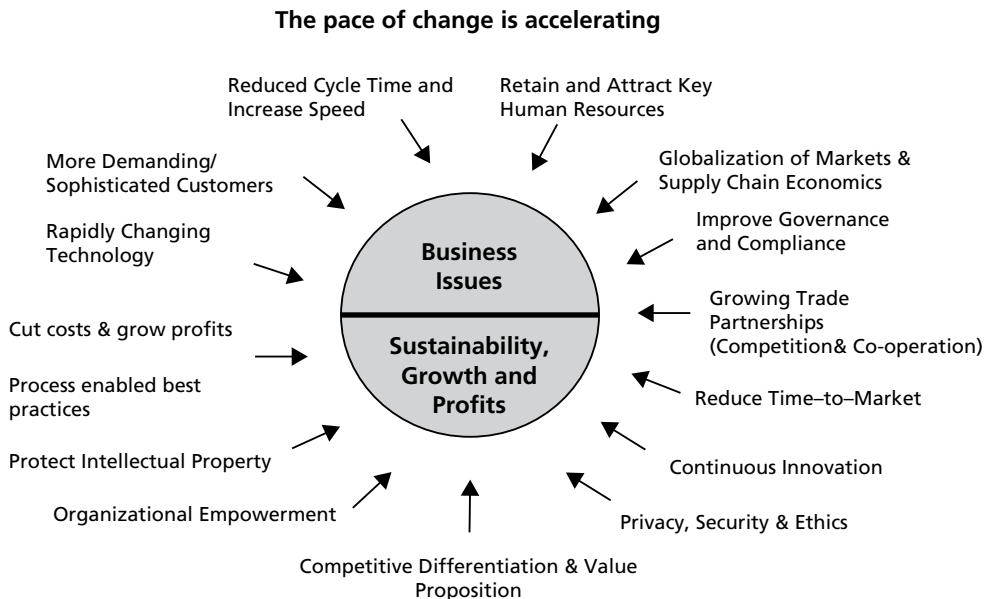 The pace of change is accelerating
Reduced Cycle Time and
Increase Speed
Retain and Attract Key
Human Resources
More Demanding/
Sophisticated Customers
Globalization of Markets &
Supply Chain Economics
Rapidly Changing
Technology
Improve Governance
and Compliance
Business
Issues
Cut costs & grow profits
Growing Trade
Partnerships
(Competition& Co-operation)
Sustainability,
Growth and
Profits
Process enabled best
practices
Reduce Time–to–Market
Protect Intellectual Property
Continuous Innovation
Organizational Empowerment
Privacy, Security & Ethics
Competitive Differentiation & Value
Proposition